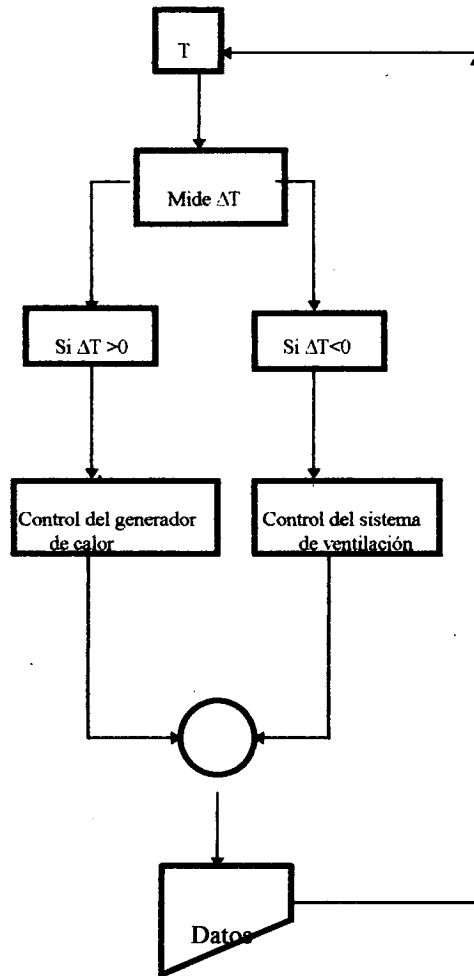 T
Mide ΔT
Si ΔT >0
Si ΔT<0
Control del generador
de calor
Control del sistema
de ventilación
Datos